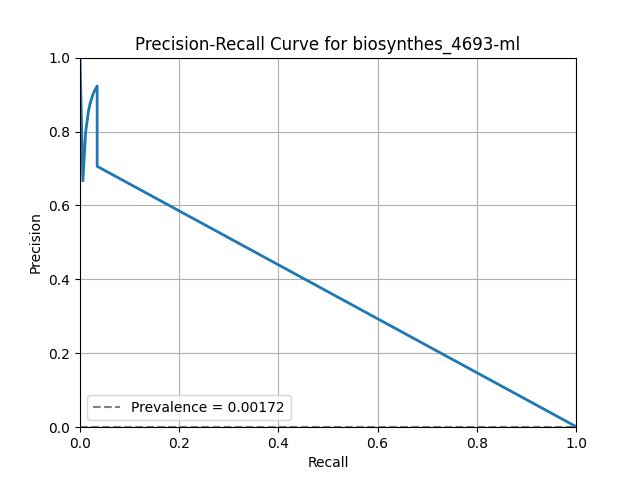 Precision-Recall Curve for biosynthes_4693-ml
1.0
0.8
0.6
0.4
0.2
0.0
Precision
Prevalence = 0.00172
0.0 0.2 0.4 0.6 0.8 1.0
Recall